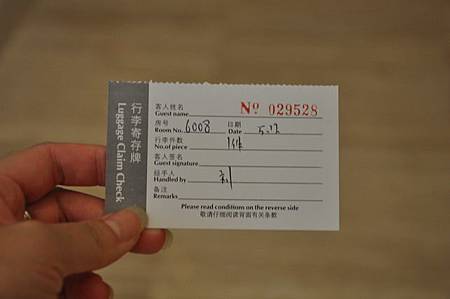 行李寄存牌
Luggage Claim Check
客人姓名
Guest name
Nº 029528
房号 日期
Room No. 6008 Date 5.12
行李件数
No.of piece 1件
客人签名
Guest signature
经手人
Handled by
备注
Remarks
Please read conditions on the reverse side
敬请仔细阅读背面有关条款